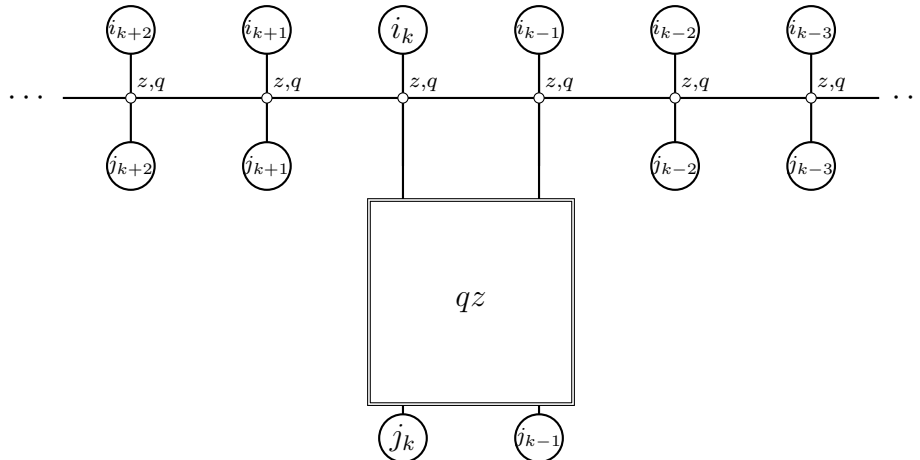 i_{k+2} i_{k+1} i_k i_{k-1} i_{k-2} i_{k-3}
··· z,q z,q z,q z,q z,q z,q ··
j_{k+2} j_{k+1} j_{k-2} j_{k-3}
qz
j_k j_{k-1}